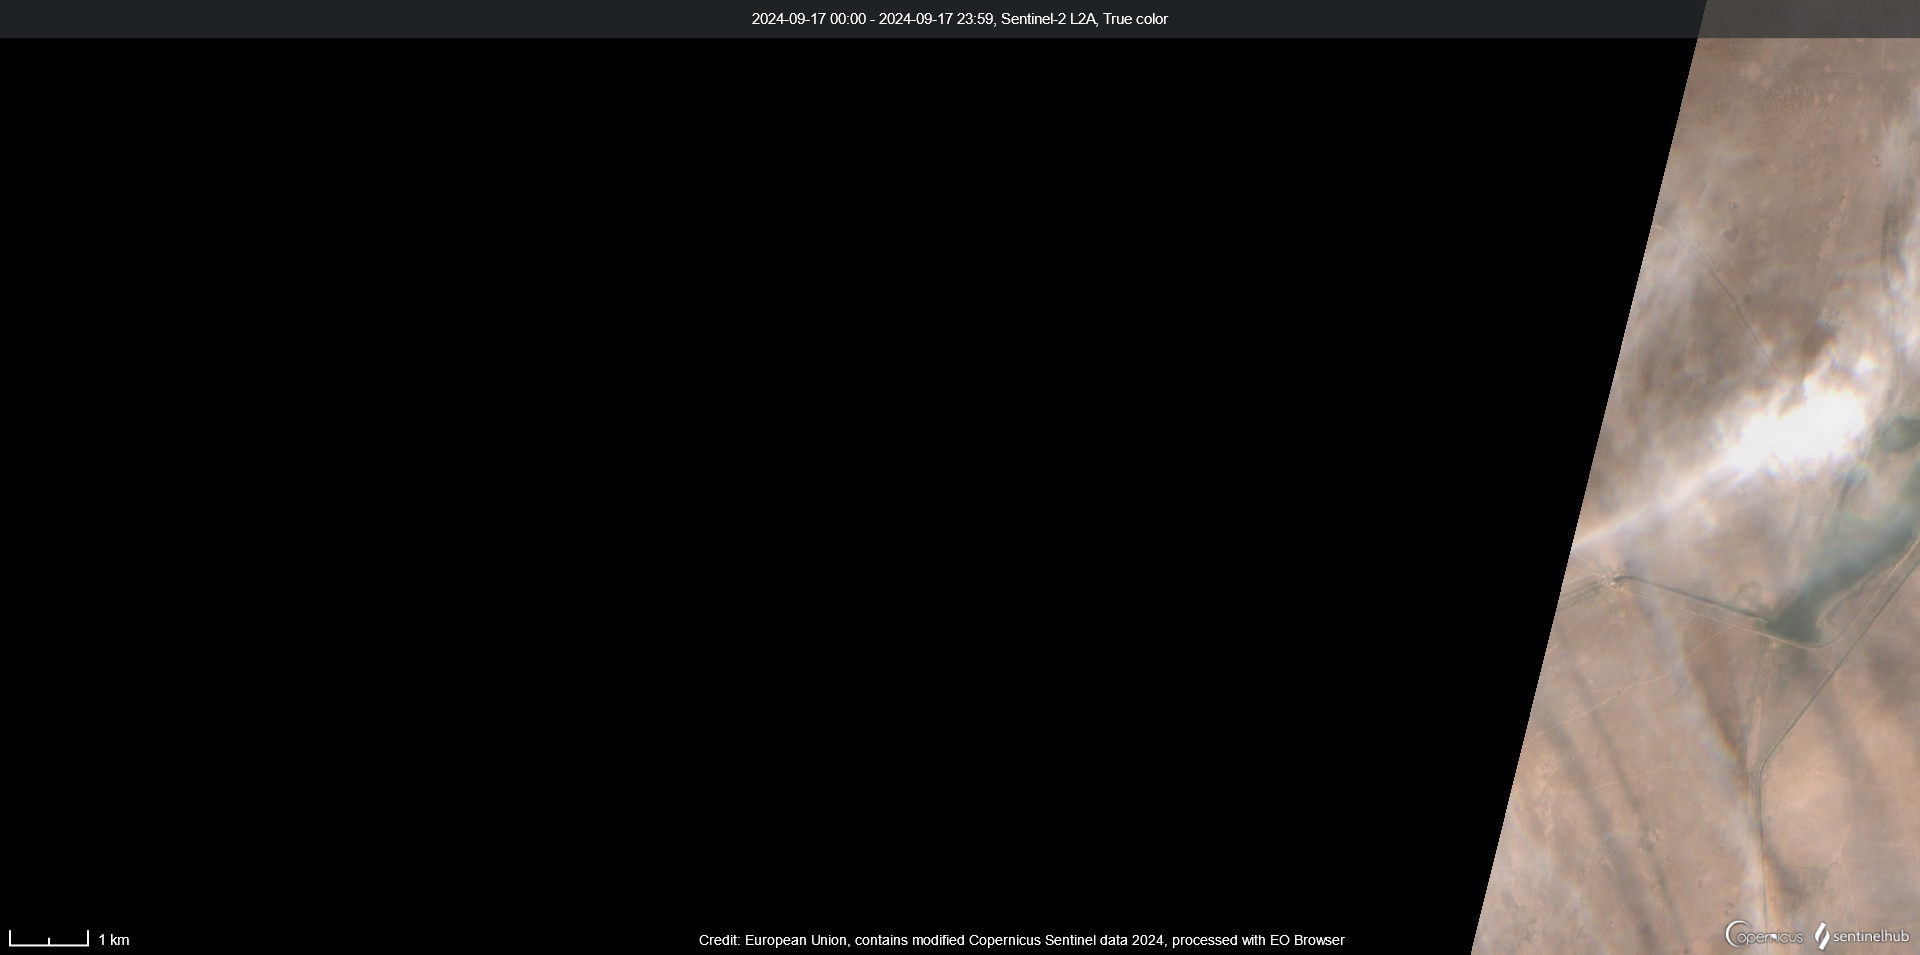 2024-09-17 00:00 - 2024-09-17 23:59, Sentinel-2 L2A, True color
1 km
Credit: European Union, contains modified Copernicus Sentinel data 2024, processed with EO Browser
Copernicus
sentinelhub